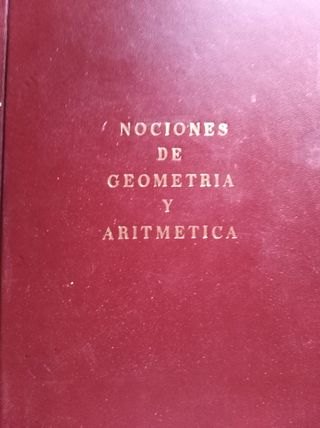 NOCIONES
DE
GEOMETRIA
Y
ARITMETICA